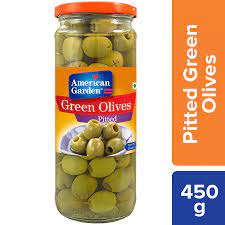 American
Garden
Green Olives
Pitted
Pitted Green
Olives
450
g